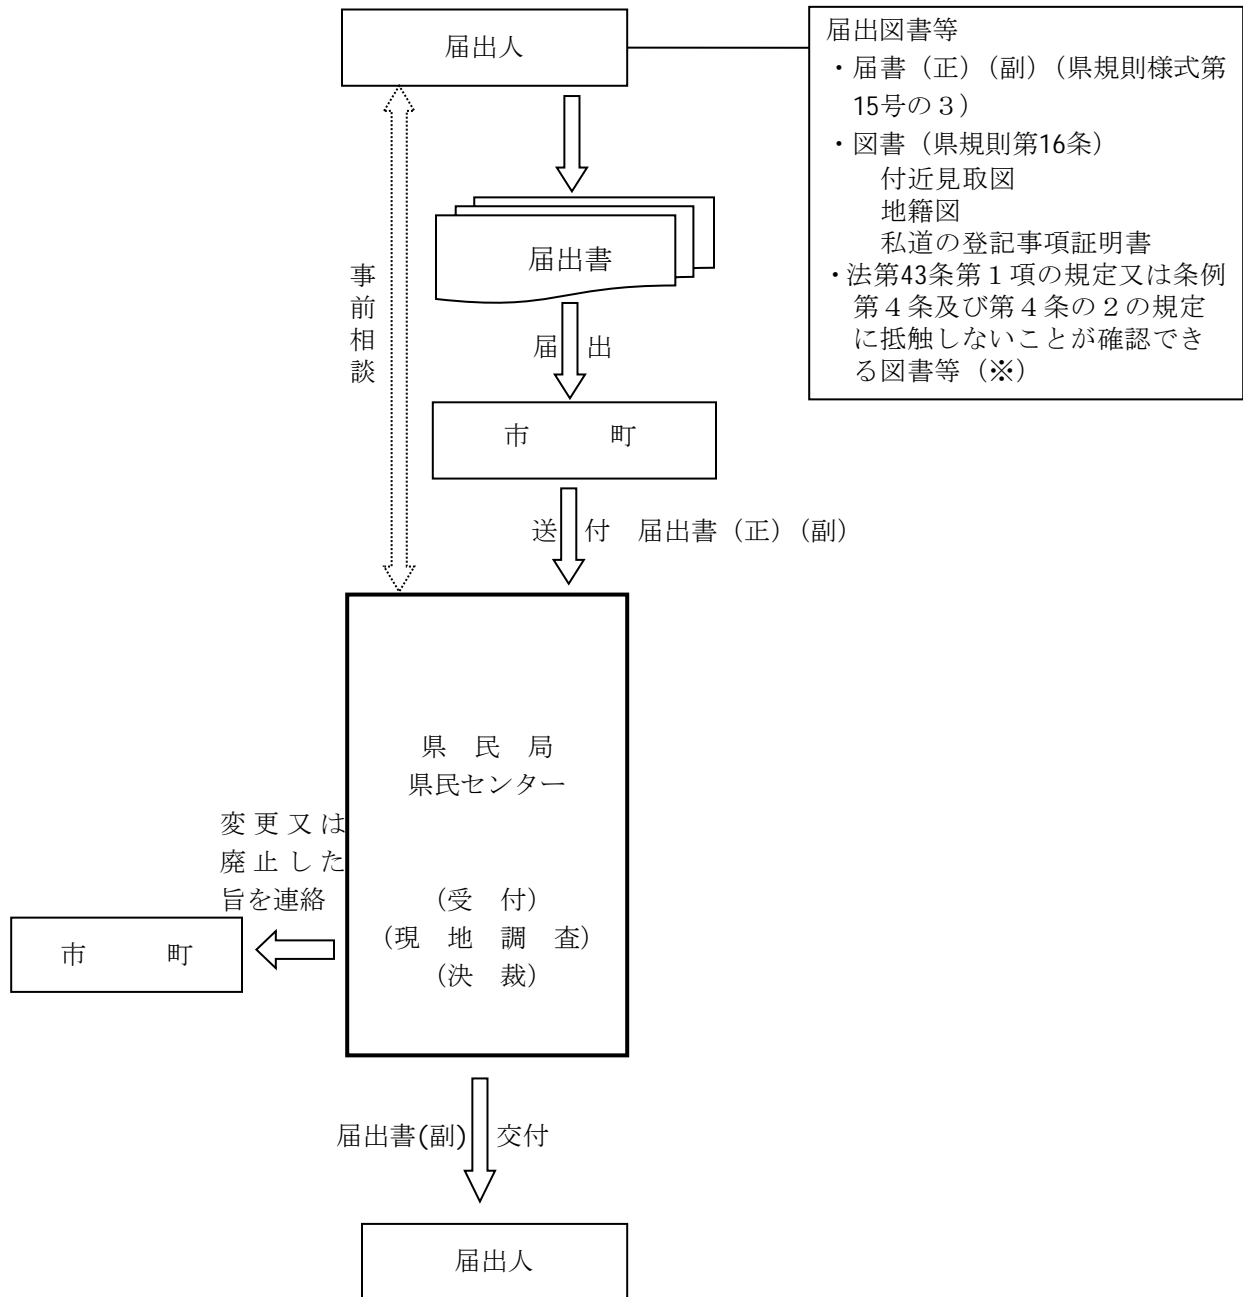 届出人
届出図書等
・届書（正）（副）（県規則様式第
15号の３）
・図書（県規則第16条）
付近見取図
地籍図
私道の登記事項証明書
・法第43条第１項の規定又は条例
第４条及び第４条の２の規定
に抵触しないことが確認でき
る図書等（※）
事前相談
届出書
届出
市　　　町
送付　届出書（正）（副）
県　民　局
県民センター
（受　付）
（現　地　調　査）
（決　裁）
変更又は
廃止した
旨を連絡
市　　　町
届出書(副) 交付
届出人